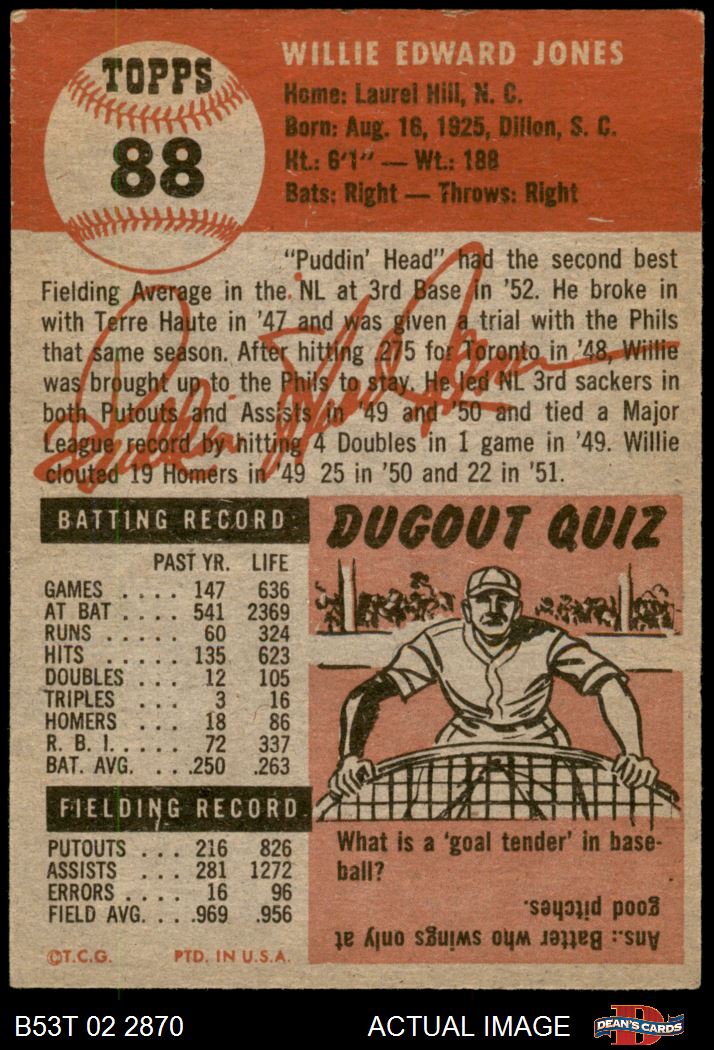 TOPPS
88
WILLIE EDWARD JONES
Home: Laurel Hill, N. C.
Born: Aug. 16, 1925, Dillon, S. C.
Ht.: 6'1" — Wt.: 188
Bats: Right — Throws: Right
"Puddin' Head" had the second best
Fielding Average in the NL at 3rd Base in '52. He broke in
with Terre Haute in '47 and was given a trial with the Phils
that same season. After hitting .275 for Toronto in '48, Willie
was brought up to the Phils to stay. He led NL 3rd sackers in
both Putouts and Assists in '49 and '50 and tied a Major
League record by hitting 4 Doubles in 1 game in '49. Willie
clouted 19 Homers in '49 25 in '50 and 22 in '51.
BATTING RECORD
PAST YR. LIFE
GAMES .... 147 636
AT BAT .... 541 2369
RUNS ..... 60 324
HITS ..... 135 623
DOUBLES ... 12 105
TRIPLES ... 3 16
HOMERS ... 18 86
R. B. I. .... 72 337
BAT. AVG. ... .250 .263
FIELDING RECORD
PUTOUTS ... 216 826
ASSISTS .... 281 1272
ERRORS .... 16 96
FIELD AVG. ... .969 .956
©T.C.G. PTD. IN U.S.A.
DUGOUT QUIZ
What is a 'goal tender' in base-
ball?
Ans.: Batter who swings only at
good pitches.
B53T 02 2870
ACTUAL IMAGE
DEAN'S CARDS